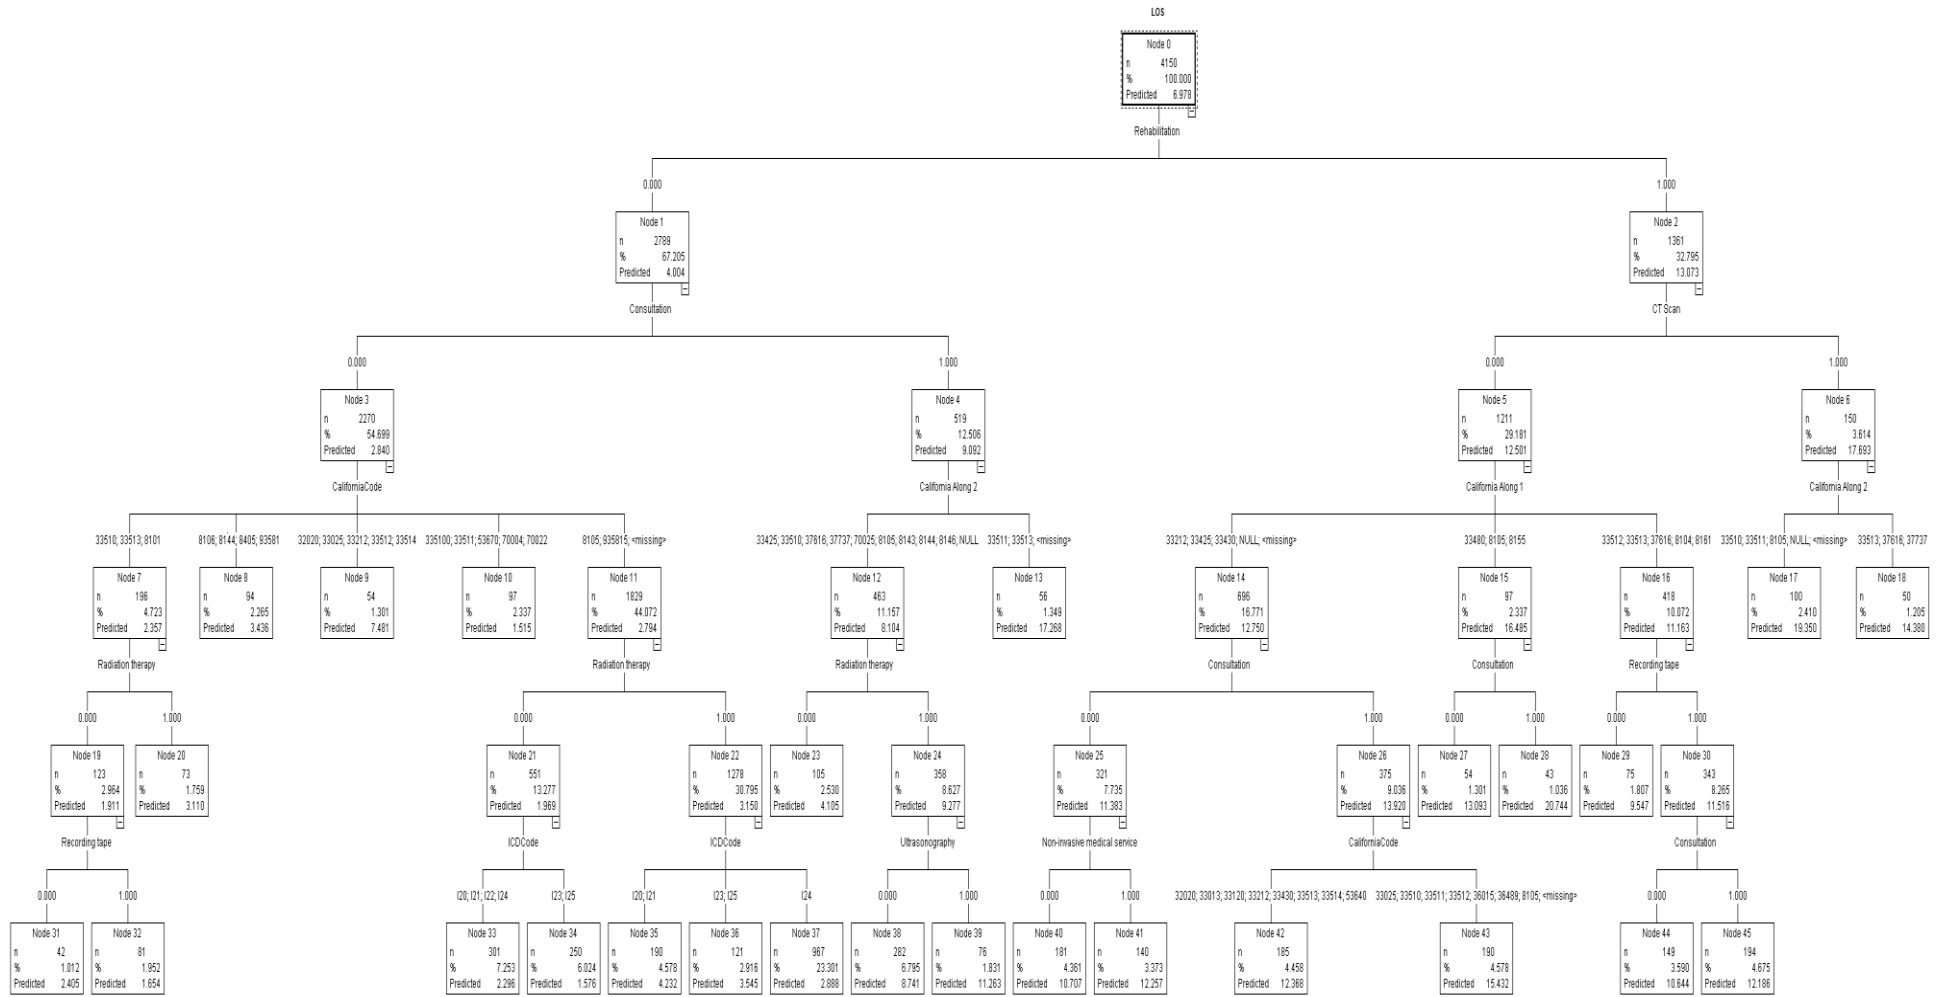 LOS
Node 0
n 4150
% 100.000
Predicted 6.978
Rehabilitation
0.000 1.000
Node 1
n 2789
% 67.205
Predicted 4.004
Node 2
n 1361
% 32.795
Predicted 13.073
Consultation
CT Scan
0.000 1.000 0.000 1.000
Node 3
n 2270
% 54.699
Predicted 2.840
Node 4
n 519
% 12.506
Predicted 9.092
Node 5
n 1211
% 29.181
Predicted 12.501
Node 6
n 150
% 3.614
Predicted 17.693
CaliforniaCode
California Along 2
California Along 1
California Along 2
33510; 33513; 8101
8106; 8144; 8405; 93581
32020; 33025; 33212; 33512; 33514
335100; 33511; 53670; 70004; 70022
8105; 935815; <missing>
33425; 33510; 37616; 37737; 70025; 8105; 8143; 8144; 8146; NULL
33511; 33513; <missing>
33212; 33425; 33430; NULL; <missing>
33480; 8105; 8155
33512; 33513; 37616; 8104; 8161
33510; 33511; 8105; NULL; <missing>
33513; 37616; 37737
Node 7
n 196
% 4.723
Predicted 2.357
Node 8
n 94
% 2.265
Predicted 3.436
Node 9
n 54
% 1.301
Predicted 7.481
Node 10
n 97
% 2.337
Predicted 1.515
Node 11
n 1829
% 44.072
Predicted 2.794
Node 12
n 463
% 11.157
Predicted 8.104
Node 13
n 56
% 1.349
Predicted 17.268
Node 14
n 696
% 16.771
Predicted 12.750
Node 15
n 97
% 2.337
Predicted 16.485
Node 16
n 418
% 10.072
Predicted 11.163
Node 17
n 100
% 2.410
Predicted 19.350
Node 18
n 50
% 1.205
Predicted 14.380
Radiation therapy
Radiation therapy
Radiation therapy
Consultation
Consultation
Recording tape
0.000 1.000 0.000 1.000 0.000 1.000 0.000 1.000 0.000 1.000 0.000 1.000
Node 19
n 123
% 2.964
Predicted 1.911
Node 20
n 73
% 1.759
Predicted 3.110
Node 21
n 551
% 13.277
Predicted 1.969
Node 22
n 1278
% 30.795
Predicted 3.150
Node 23
n 105
% 2.530
Predicted 4.105
Node 24
n 358
% 8.627
Predicted 9.277
Node 25
n 321
% 7.735
Predicted 11.383
Node 26
n 375
% 9.036
Predicted 13.920
Node 27
n 54
% 1.301
Predicted 13.093
Node 28
n 43
% 1.036
Predicted 20.744
Node 29
n 75
% 1.807
Predicted 9.547
Node 30
n 343
% 8.265
Predicted 11.516
Recording tape
ICDCode
ICDCode
Ultrasonography
Non-invasive medical service
CaliforniaCode
Consultation
0.000 1.000
I20; I21; I22; I24
I23; I25
I20; I21
I23; I25
I24
0.000 1.000 0.000 1.000
32020; 33013; 33120; 33212; 33430; 33513; 33514; 53640
33025; 33510; 33511; 33512; 36015; 36489; 8105; <missing>
0.000 1.000
Node 31
n 42
% 1.012
Predicted 2.405
Node 32
n 81
% 1.952
Predicted 1.654
Node 33
n 301
% 7.253
Predicted 2.296
Node 34
n 250
% 6.024
Predicted 1.576
Node 35
n 190
% 4.578
Predicted 4.232
Node 36
n 121
% 2.916
Predicted 3.545
Node 37
n 967
% 23.301
Predicted 2.888
Node 38
n 282
% 6.795
Predicted 8.741
Node 39
n 76
% 1.831
Predicted 11.263
Node 40
n 181
% 4.361
Predicted 10.707
Node 41
n 140
% 3.373
Predicted 12.257
Node 42
n 185
% 4.458
Predicted 12.368
Node 43
n 190
% 4.578
Predicted 15.432
Node 44
n 149
% 3.590
Predicted 10.644
Node 45
n 194
% 4.675
Predicted 12.186